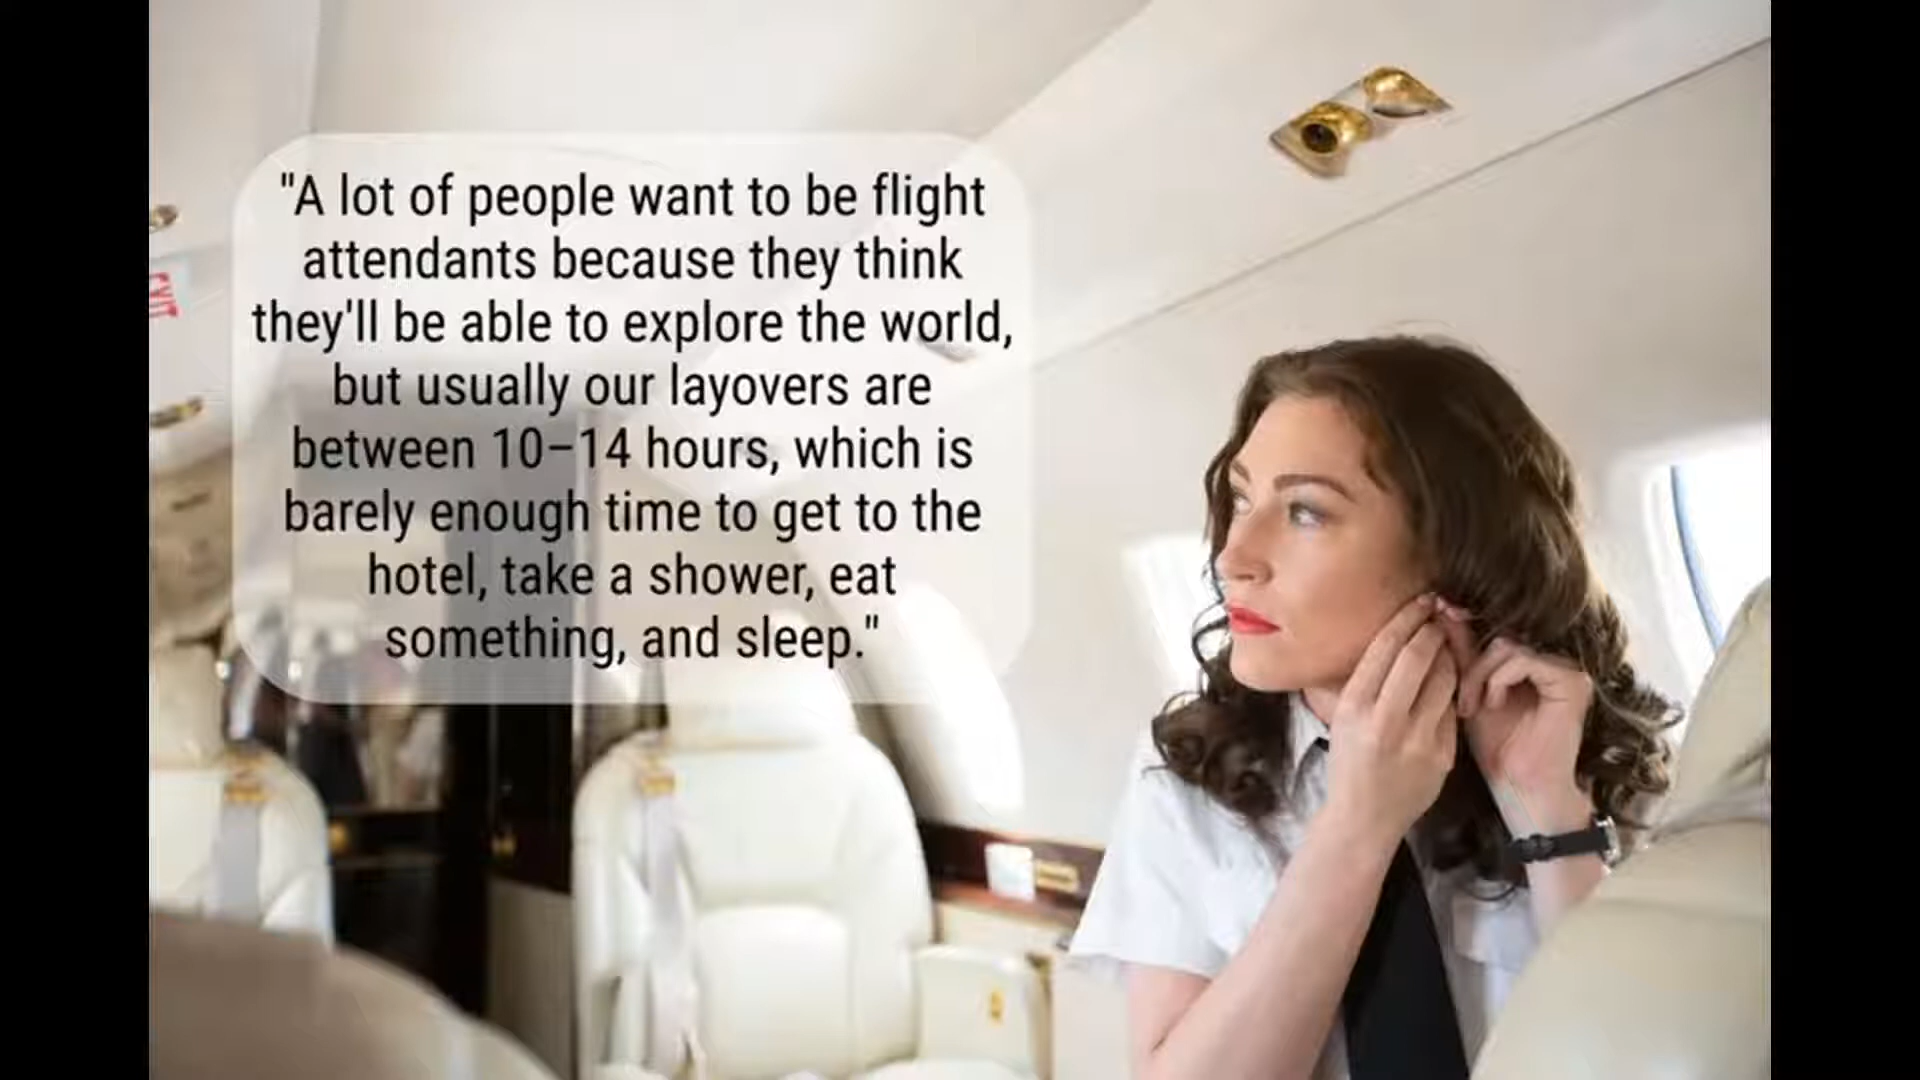 "A lot of people want to be flight
attendants because they think
they'll be able to explore the world,
but usually our layovers are
between 10–14 hours, which is
barely enough time to get to the
hotel, take a shower, eat
something, and sleep."
EXIT